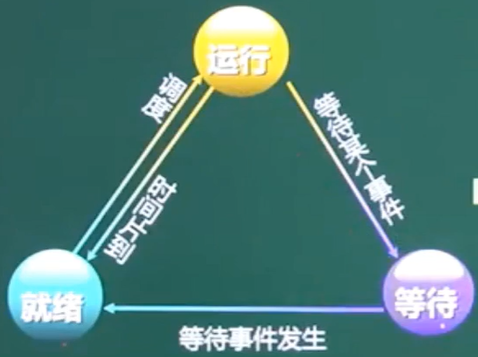 运行
调度
等待某个事件
时间片到
就绪
等待
等待事件发生